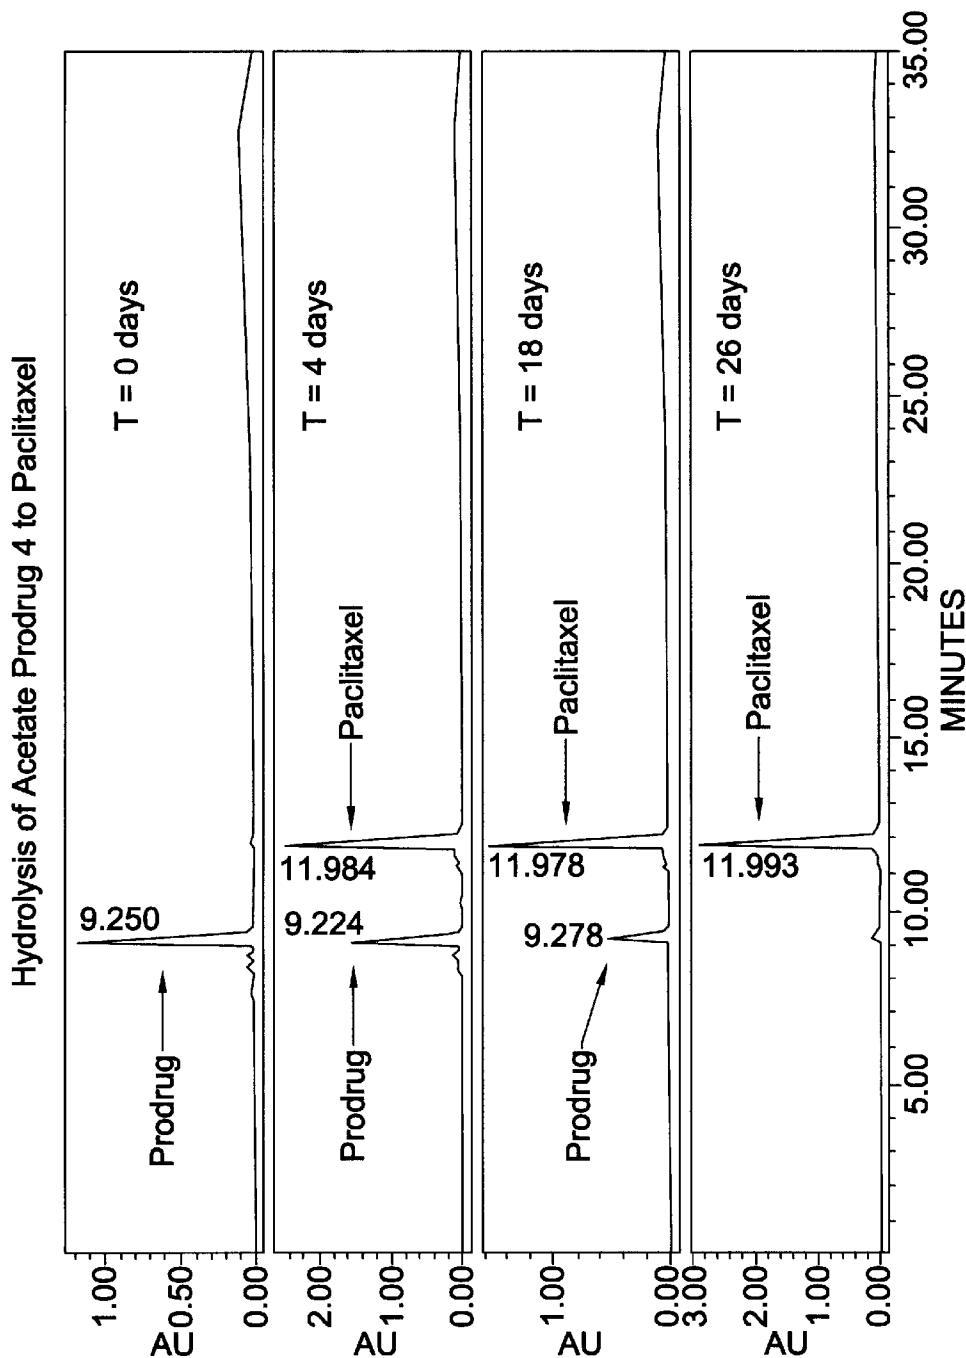 Hydrolysis of Acetate Prodrug 4 to Paclitaxel
1.00
0.50
0.00
AU
Prodrug
9.250
T = 0 days
2.00
1.00
0.00
AU
Prodrug
9.224
11.984
Paclitaxel
T = 4 days
1.00
0.00
AU
Prodrug
9.278
11.978
Paclitaxel
T = 18 days
3.00
2.00
1.00
0.00
AU
11.993
Paclitaxel
T = 26 days
5.00 10.00 15.00 20.00 25.00 30.00 35.00
MINUTES